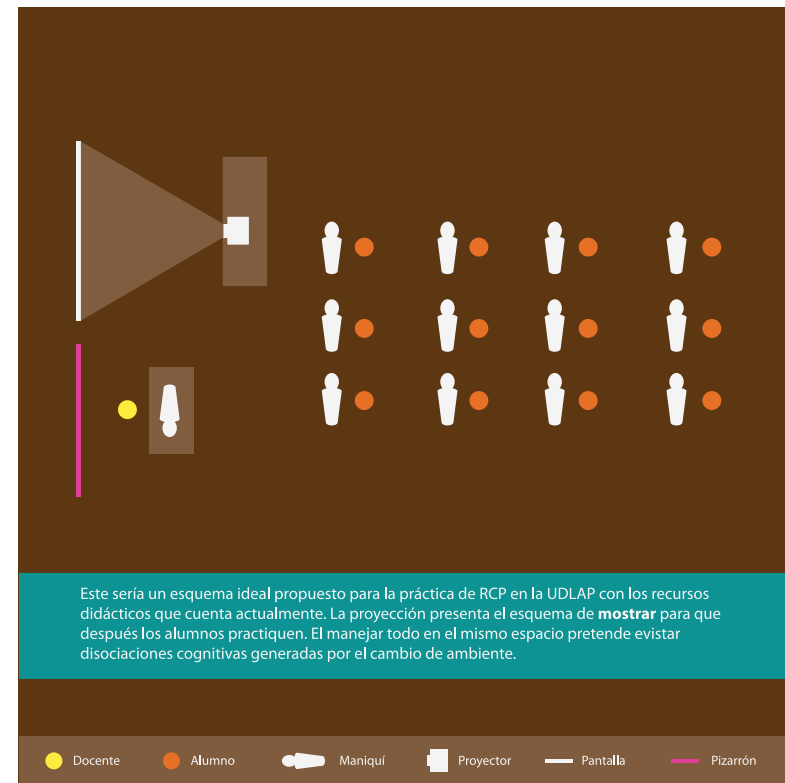 Este sería un esquema ideal propuesto para la práctica de RCP en la UDLAP con los recursos
didácticos que cuenta actualmente. La proyección presenta el esquema de mostrar para que
después los alumnos practiquen. El manejar todo en el mismo espacio pretende evistar
disociaciones cognitivas generadas por el cambio de ambiente.
Docente Alumno Maniquí Proyector Pantalla Pizarrón